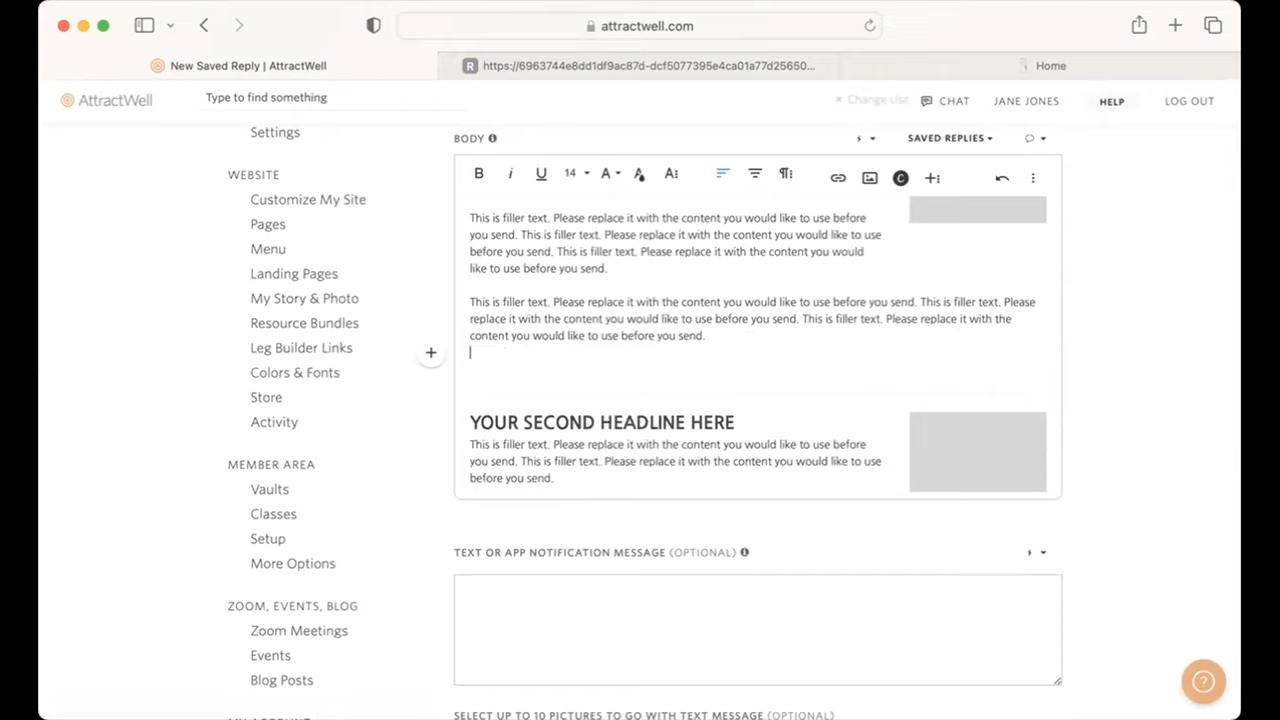 attractwell.com
New Saved Reply | AttractWell
R
https://6963744e8dd1df9ac87d-dcf5077395e4ca01a77d25650...
Home
AttractWell
Type to find something
× Change Use
CHAT
JANE JONES
HELP
LOG OUT
Settings
WEBSITE
Customize My Site
Pages
Menu
Landing Pages
My Story & Photo
Resource Bundles
Leg Builder Links
Colors & Fonts
Store
Activity
MEMBER AREA
Vaults
Classes
Setup
More Options
ZOOM, EVENTS, BLOG
Zoom Meetings
Events
Blog Posts
BODY
SAVED REPLIES
B i U 14 A
This is filler text. Please replace it with the content you would like to use before
you send. This is filler text. Please replace it with the content you would like to use
before you send. This is filler text. Please replace it with the content you would
like to use before you send.
This is filler text. Please replace it with the content you would like to use before you send. This is filler text. Please
replace it with the content you would like to use before you send. This is filler text. Please replace it with the
content you would like to use before you send.
YOUR SECOND HEADLINE HERE
This is filler text. Please replace it with the content you would like to use before
you send. This is filler text. Please replace it with the content you would like to use
before you send.
TEXT OR APP NOTIFICATION MESSAGE (OPTIONAL)
SELECT UP TO 10 PICTURES TO GO WITH TEXT MESSAGE (OPTIONAL)